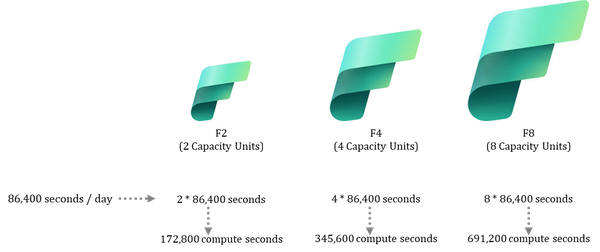 F2
(2 Capacity Units)
F4
(4 Capacity Units)
F8
(8 Capacity Units)
86,400 seconds / day
2 * 86,400 seconds
4 * 86,400 seconds
8 * 86,400 seconds
172,800 compute seconds
345,600 compute seconds
691,200 compute seconds